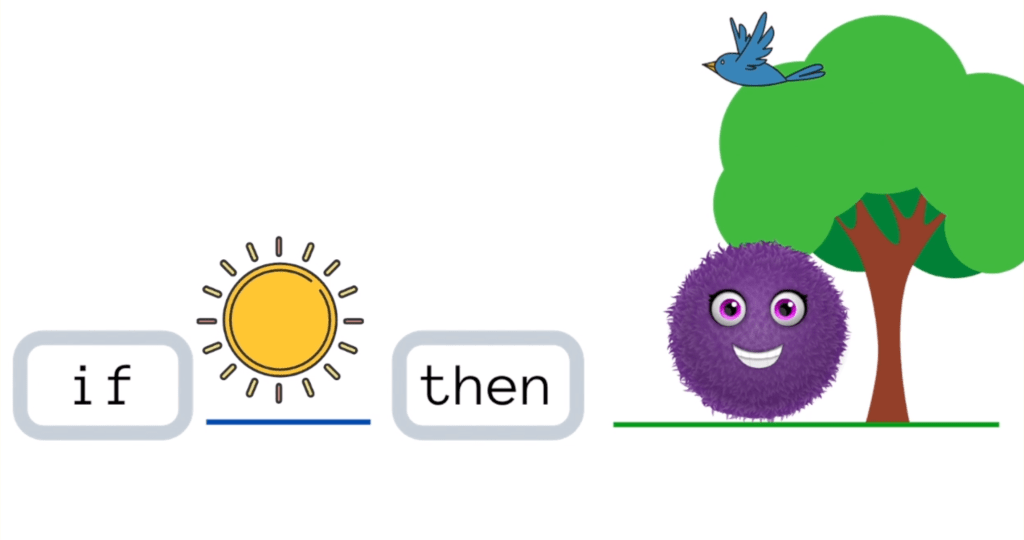 if then